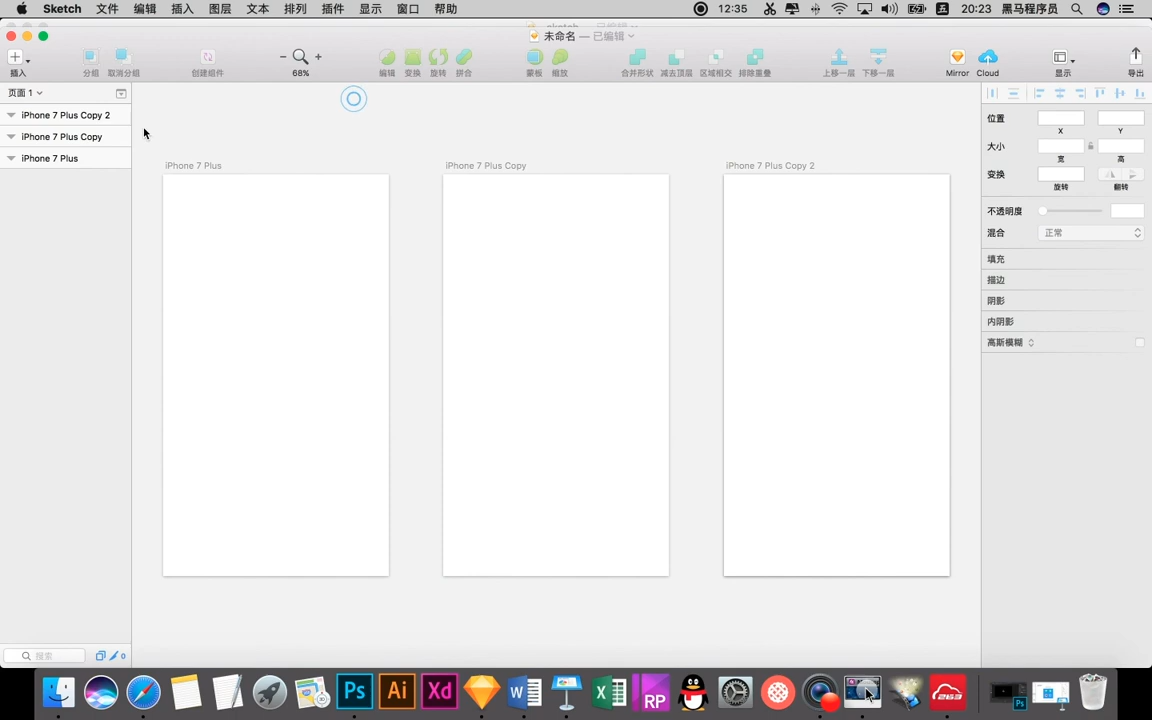 Sketch 文件 编辑 插入 图层 文本 排列 插件 显示 窗口 帮助 12:35 五 20:23 黑马程序员
未命名 — 已编辑
插入 分组 取消分组 创建组件 68% 编辑 变换 旋转 拼合 蒙板 缩放 合并形状 减去顶层 区域相交 排除重叠 上移一层 下移一层 Mirror Cloud 显示 导出
页面 1
iPhone 7 Plus Copy 2
iPhone 7 Plus Copy
iPhone 7 Plus
iPhone 7 Plus iPhone 7 Plus Copy iPhone 7 Plus Copy 2
位置
X Y
大小
宽 高
变换
旋转 翻转
不透明度
混合 正常
填充
描边
阴影
内阴影
高斯模糊
搜索 0
Ps Ai Xd W X RP 263 Ps